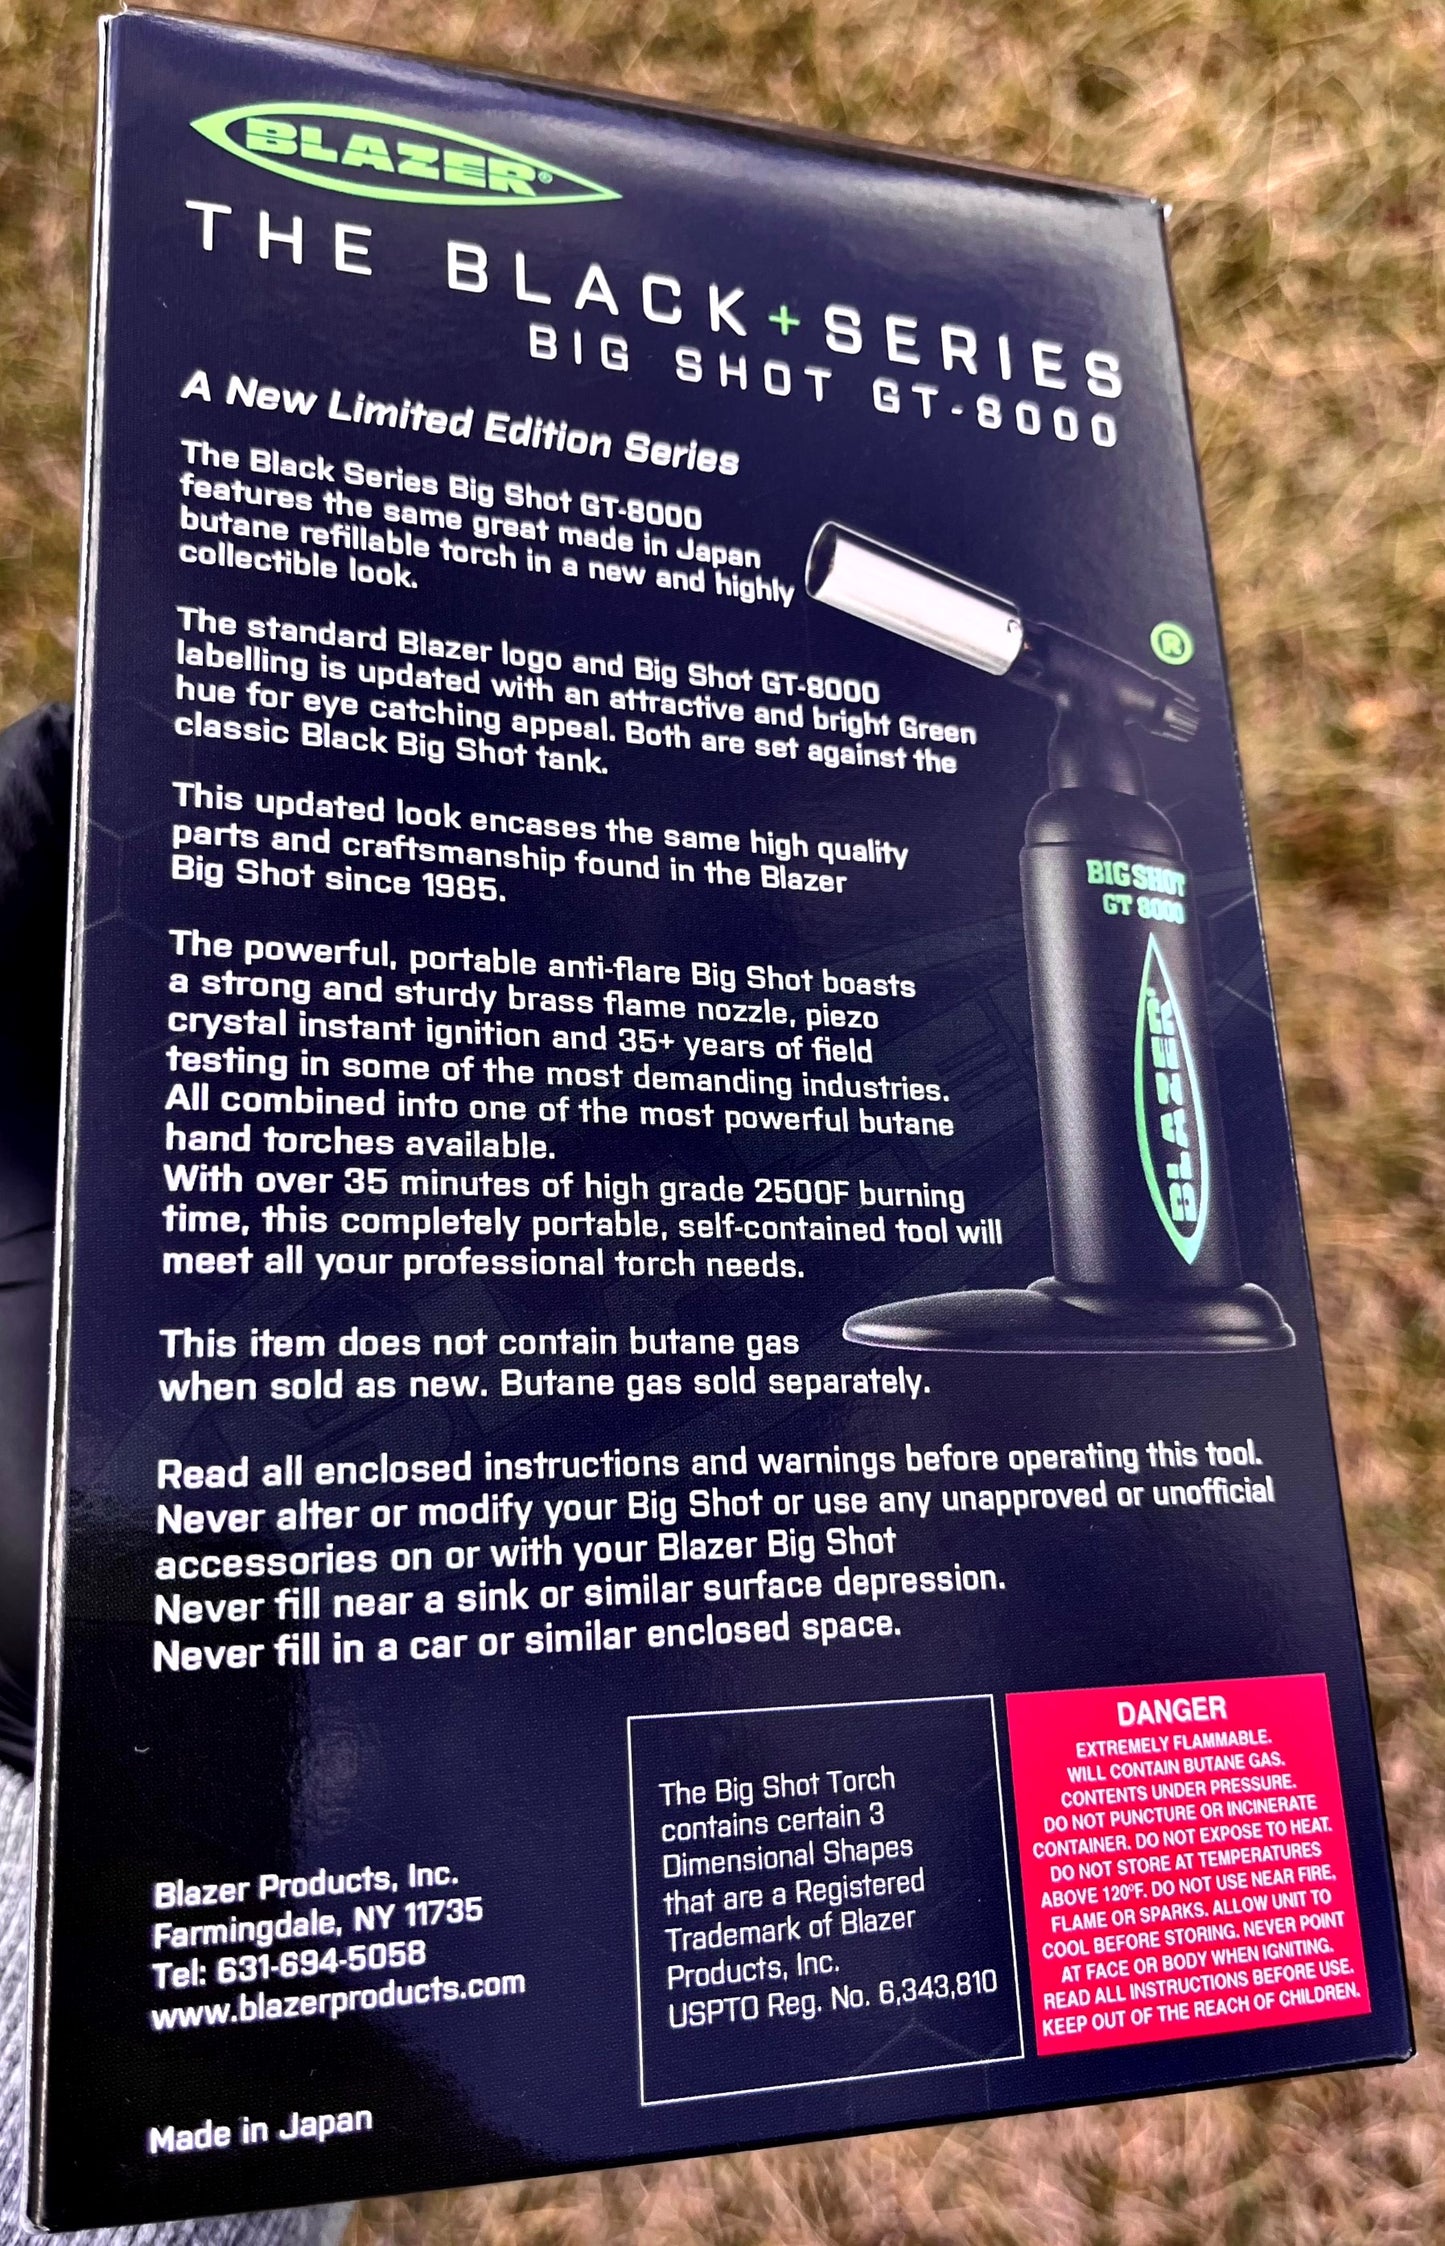 BLAZER®
THE BLACK+SERIES
BIG SHOT GT-8000
A New Limited Edition Series
The Black Series Big Shot GT-8000
features the same great made in Japan
butane refillable torch in a new and highly
collectible look.
The standard Blazer logo and Big Shot GT-8000
labelling is updated with an attractive and bright Green
hue for eye catching appeal. Both are set against the
classic Black Big Shot tank.
This updated look encases the same high quality
parts and craftsmanship found in the Blazer
Big Shot since 1985.
The powerful, portable anti-flare Big Shot boasts
a strong and sturdy brass flame nozzle, piezo
crystal instant ignition and 35+ years of field
testing in some of the most demanding industries.
All combined into one of the most powerful butane
hand torches available.
With over 35 minutes of high grade 2500F burning
time, this completely portable, self-contained tool will
meet all your professional torch needs.
This item does not contain butane gas
when sold as new. Butane gas sold separately.
®
BIG SHOT
GT 8000
BLAZER®
Read all enclosed instructions and warnings before operating this tool.
Never alter or modify your Big Shot or use any unapproved or unofficial
accessories on or with your Blazer Big Shot
Never fill near a sink or similar surface depression.
Never fill in a car or similar enclosed space.
Blazer Products, Inc.
Farmingdale, NY 11735
Tel: 631-694-5058
www.blazerproducts.com
Made in Japan
The Big Shot Torch
contains certain 3
Dimensional Shapes
that are a Registered
Trademark of Blazer
Products, Inc.
USPTO Reg. No. 6,343,810
DANGER
EXTREMELY FLAMMABLE.
WILL CONTAIN BUTANE GAS.
CONTENTS UNDER PRESSURE.
DO NOT PUNCTURE OR INCINERATE
CONTAINER. DO NOT EXPOSE TO HEAT.
DO NOT STORE AT TEMPERATURES
ABOVE 120ºF. DO NOT USE NEAR FIRE,
FLAME OR SPARKS. ALLOW UNIT TO
COOL BEFORE STORING. NEVER POINT
AT FACE OR BODY WHEN IGNITING.
READ ALL INSTRUCTIONS BEFORE USE.
KEEP OUT OF THE REACH OF CHILDREN.